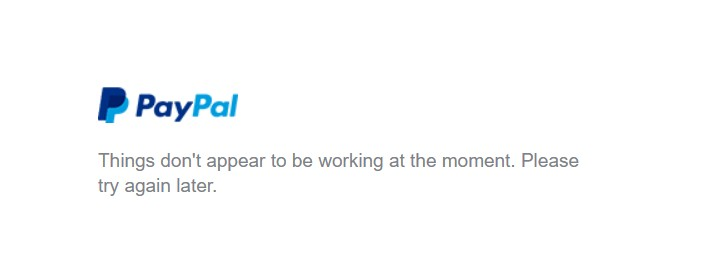 PayPal
Things don't appear to be working at the moment. Please
try again later.